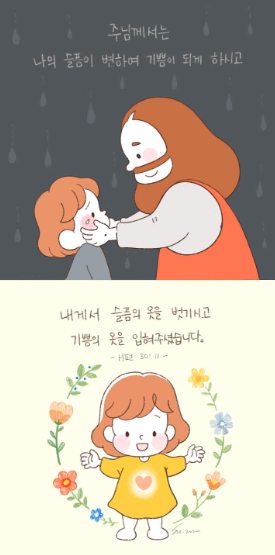 주님께서는
나의 슬픔이 변하여 기쁨이 되게 하시고
내게서 슬픔의 옷을 벗기시고
기쁨의 옷을 입혀주셨습니다.
- 시편 30:11 -